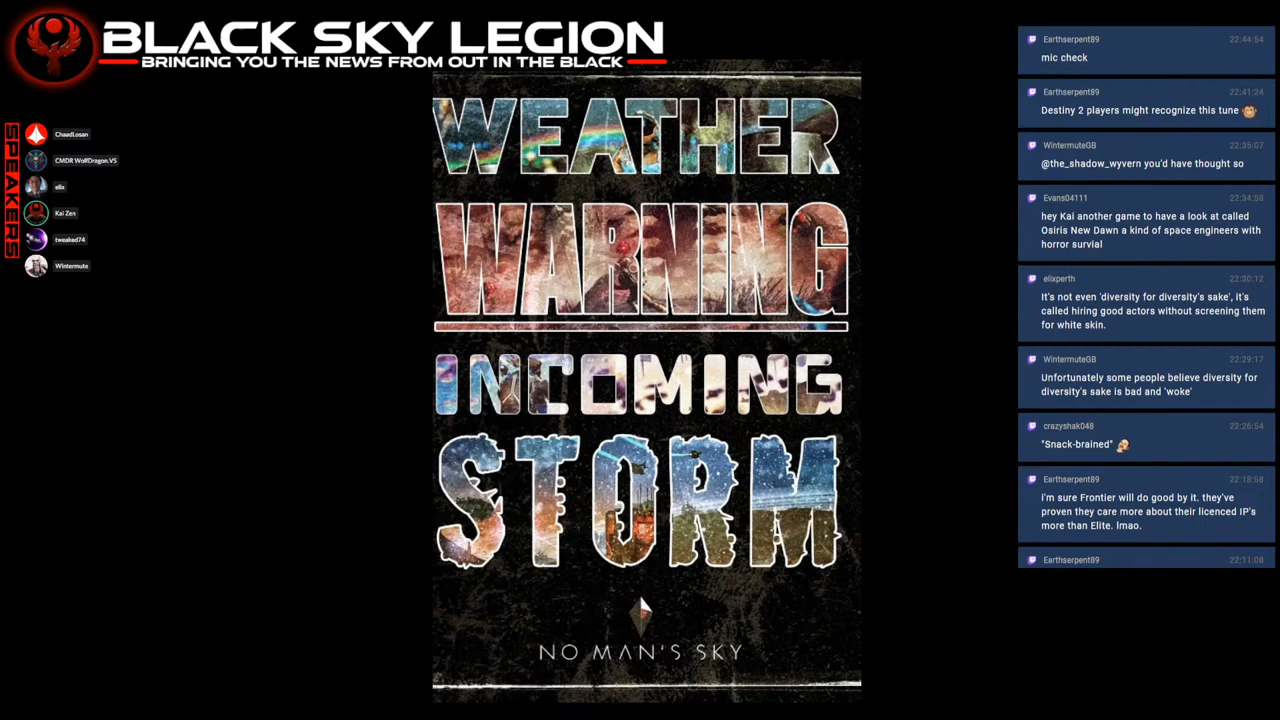 BLACK SKY LEGION
BRINGING YOU THE NEWS FROM OUT IN THE BLACK
SPEAKERS
ChaadLosan
CMDR WolfDragon.VS
elix
Kai Zen
tweaked74
Wintermute
WEATHER
WARNING
INCOMING
STORM
NO MAN'S SKY
Earthserpent89 22:44:54
mic check
Earthserpent89 22:41:24
Destiny 2 players might recognize this tune
WintermuteGB 22:35:07
@the_shadow_wyvern you'd have thought so
Evans04111 22:34:58
hey Kai another game to have a look at called
Osiris New Dawn a kind of space engineers with
horror survial
elixperth 22:30:12
It's not even 'diversity for diversity's sake', it's
called hiring good actors without screening them
for white skin.
WintermuteGB 22:29:17
Unfortunately some people believe diversity for
diversity's sake is bad and 'woke'
crazyshak048 22:26:54
"Snack-brained"
Earthserpent89 22:18:58
i'm sure Frontier will do good by it. they've
proven they care more about their licenced IP's
more than Elite. lmao.
Earthserpent89 22:11:08